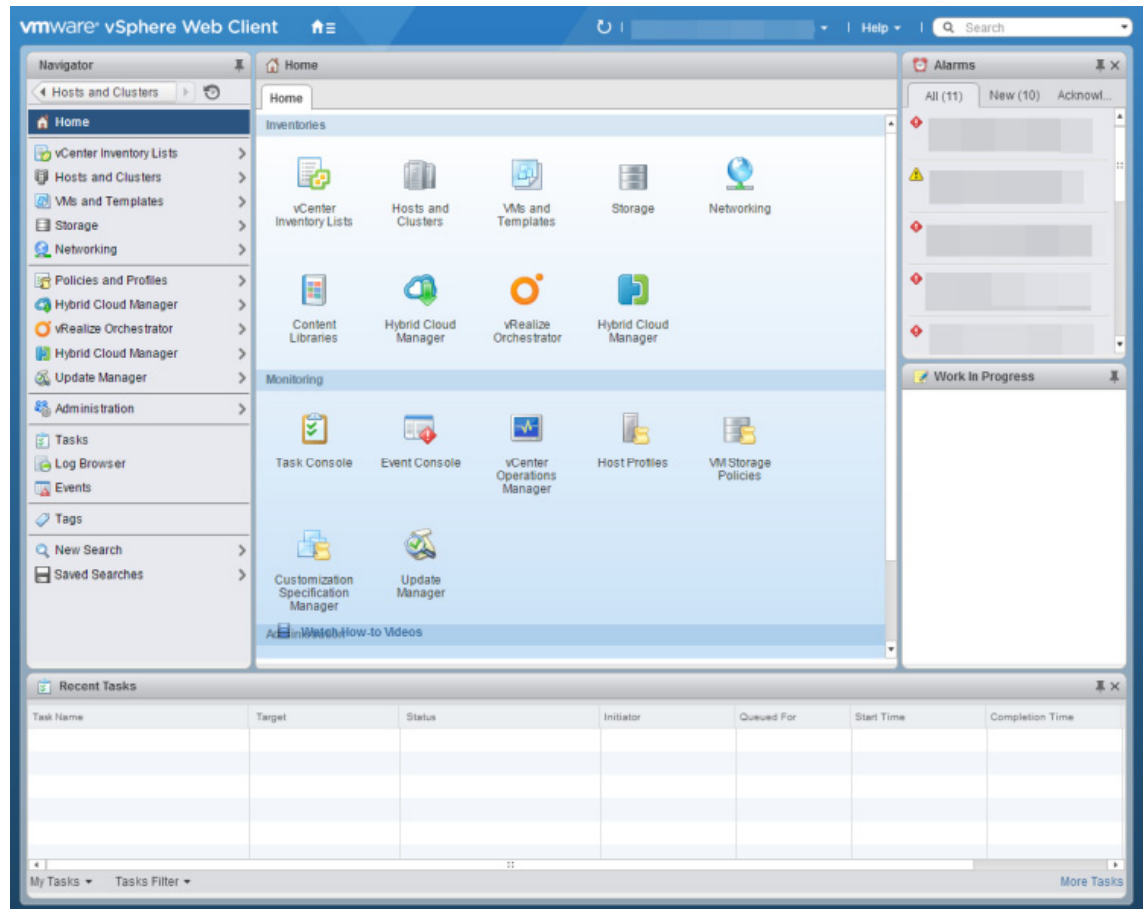 vmware® vSphere Web Client
Help
Search
Navigator
Hosts and Clusters
Home
vCenter Inventory Lists
Hosts and Clusters
VMs and Templates
Storage
Networking
Policies and Profiles
Hybrid Cloud Manager
vRealize Orchestrator
Hybrid Cloud Manager
Update Manager
Administration
Tasks
Log Browser
Events
Tags
New Search
Saved Searches
Home
Home
Inventories
vCenter
Inventory Lists
Hosts and
Clusters
VMs and
Templates
Storage
Networking
Content
Libraries
Hybrid Cloud
Manager
vRealize
Orchestrator
Hybrid Cloud
Manager
Monitoring
Task Console
Event Console
vCenter
Operations
Manager
Host Profiles
VM Storage
Policies
Customization
Specification
Manager
Update
Manager
Administration
Watch How-to Videos
Alarms
All (11) New (10) Acknowl...
Work In Progress
Recent Tasks
Task Name Target Status Initiator Queued For Start Time Completion Time
My Tasks Tasks Filter More Tasks